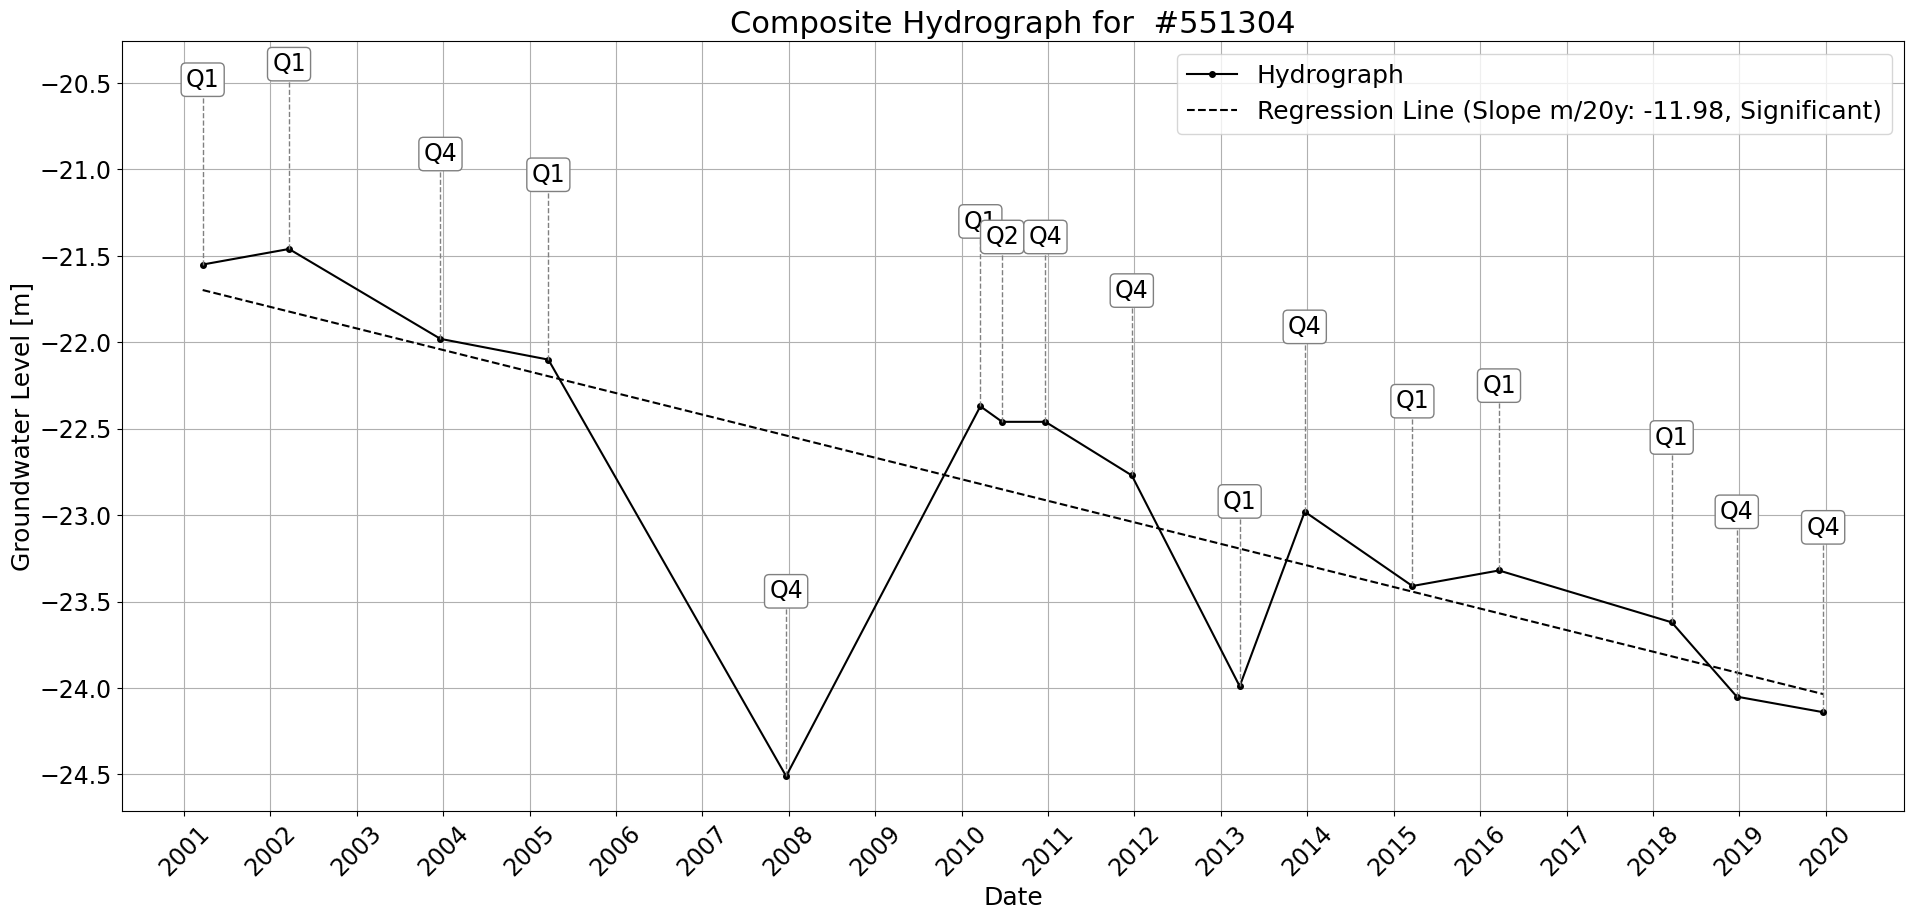 Composite Hydrograph for #551304
Hydrograph
Regression Line (Slope m/20y: -11.98, Significant)
Groundwater Level [m]
−20.5
−21.0
−21.5
−22.0
−22.5
−23.0
−23.5
−24.0
−24.5
Q1
Q1
Q4
Q1
Q4
Q1
Q2
Q4
Q4
Q1
Q4
Q1
Q1
Q1
Q4
Q4
2001
2002
2003
2004
2005
2006
2007
2008
2009
2010
2011
2012
2013
2014
2015
2016
2017
2018
2019
2020
Date